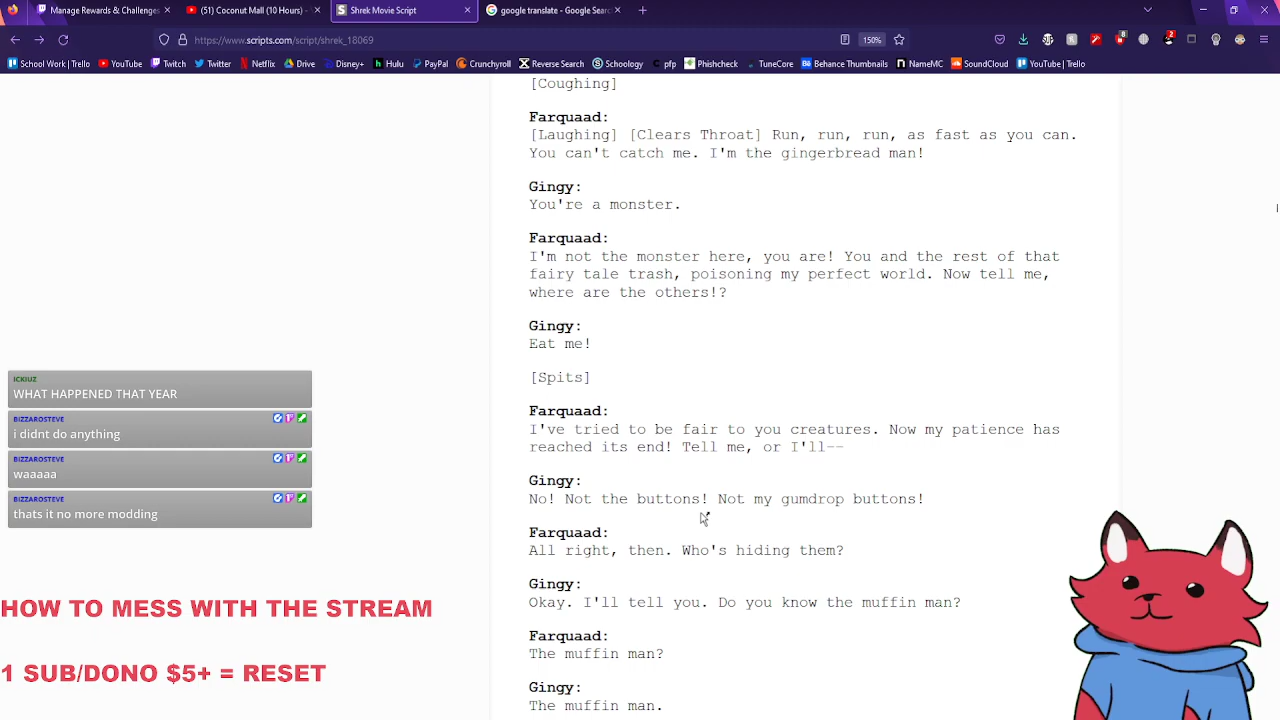 Manage Rewards & Challenges
(51) Coconut Mall (10 Hours) -
Shrek Movie Script
google translate - Google Searc
https://www.scripts.com/script/shrek_18069
150%
8
2
School Work | Trello
YouTube
Twitch
Twitter
Netflix
Drive
Disney+
Hulu
PayPal
Crunchyroll
Reverse Search
Schoology
pfp
Phishcheck
TuneCore
Behance Thumbnails
NameMC
SoundCloud
YouTube | Trello
[Coughing]
Farquaad:
[Laughing] [Clears Throat] Run, run, run, as fast as you can.
You can't catch me. I'm the gingerbread man!
Gingy:
You're a monster.
Farquaad:
I'm not the monster here, you are! You and the rest of that
fairy tale trash, poisoning my perfect world. Now tell me,
where are the others!?
Gingy:
Eat me!
[Spits]
Farquaad:
I've tried to be fair to you creatures. Now my patience has
reached its end! Tell me, or I'll--
Gingy:
No! Not the buttons! Not my gumdrop buttons!
Farquaad:
All right, then. Who's hiding them?
Gingy:
Okay. I'll tell you. Do you know the muffin man?
Farquaad:
The muffin man?
Gingy:
The muffin man.
ICKIUZ
WHAT HAPPENED THAT YEAR
BIZZAROSTEVE
i didnt do anything
BIZZAROSTEVE
waaaaa
BIZZAROSTEVE
thats it no more modding
HOW TO MESS WITH THE STREAM
1 SUB/DONO $5+ = RESET